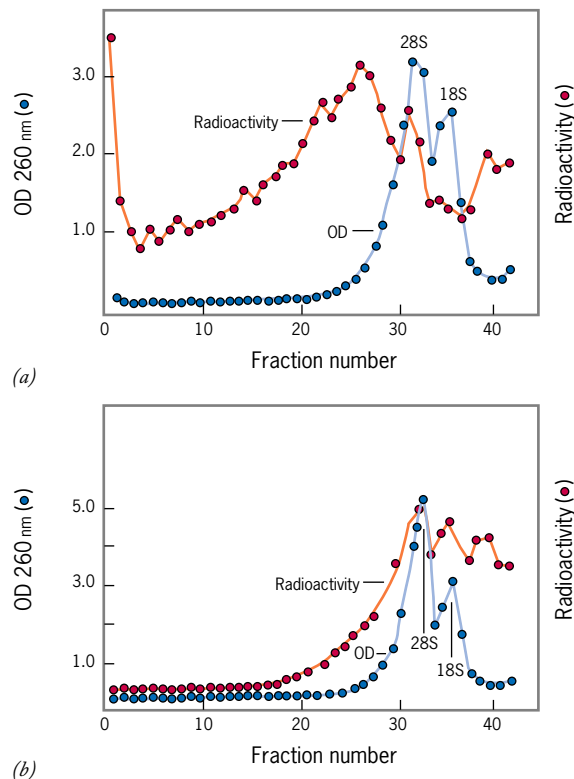 28S
3.0
18S
Radioactivity
2.0
OD 260 nm (●)
Radioactivity (●)
1.0
OD
0 10 20 30 40
Fraction number
(a)
5.0
3.0
Radioactivity
OD 260 nm (●)
Radioactivity (●)
OD
28S
1.0
18S
0 10 20 30 40
Fraction number
(b)